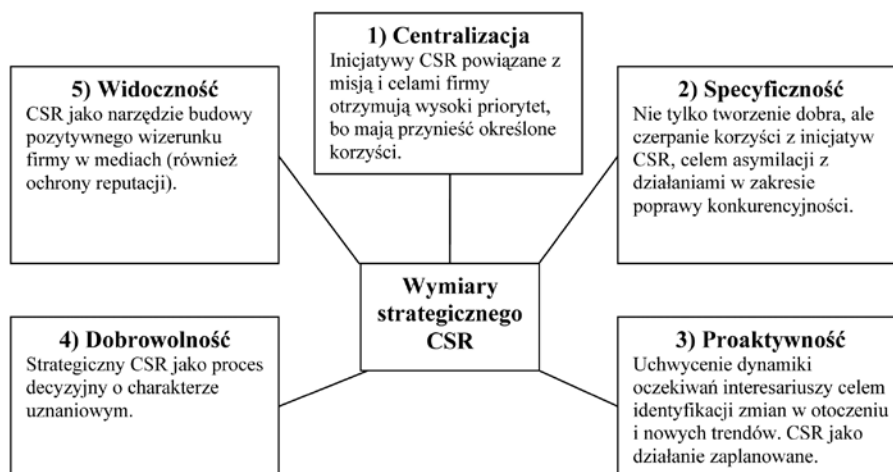 1) Centralizacja
Inicjatywy CSR powiązane z
misją i celami firmy
otrzymują wysoki priorytet,
bo mają przynieść określone
korzyści.
2) Specyficzność
Nie tylko tworzenie dobra, ale
czerpanie korzyści z inicjatyw
CSR, celem asymilacji z
działaniami w zakresie
poprawy konkurencyjności.
3) Proaktywność
Uchwycenie dynamiki
oczekiwań interesariuszy celem
identyfikacji zmian w otoczeniu
i nowych trendów. CSR jako
działanie zaplanowane.
4) Dobrowolność
Strategiczny CSR jako proces
decyzyjny o charakterze
uznaniowym.
5) Widoczność
CSR jako narzędzie budowy
pozytywnego wizerunku
firmy w mediach (również
ochrony reputacji).
Wymiary
strategicznego
CSR